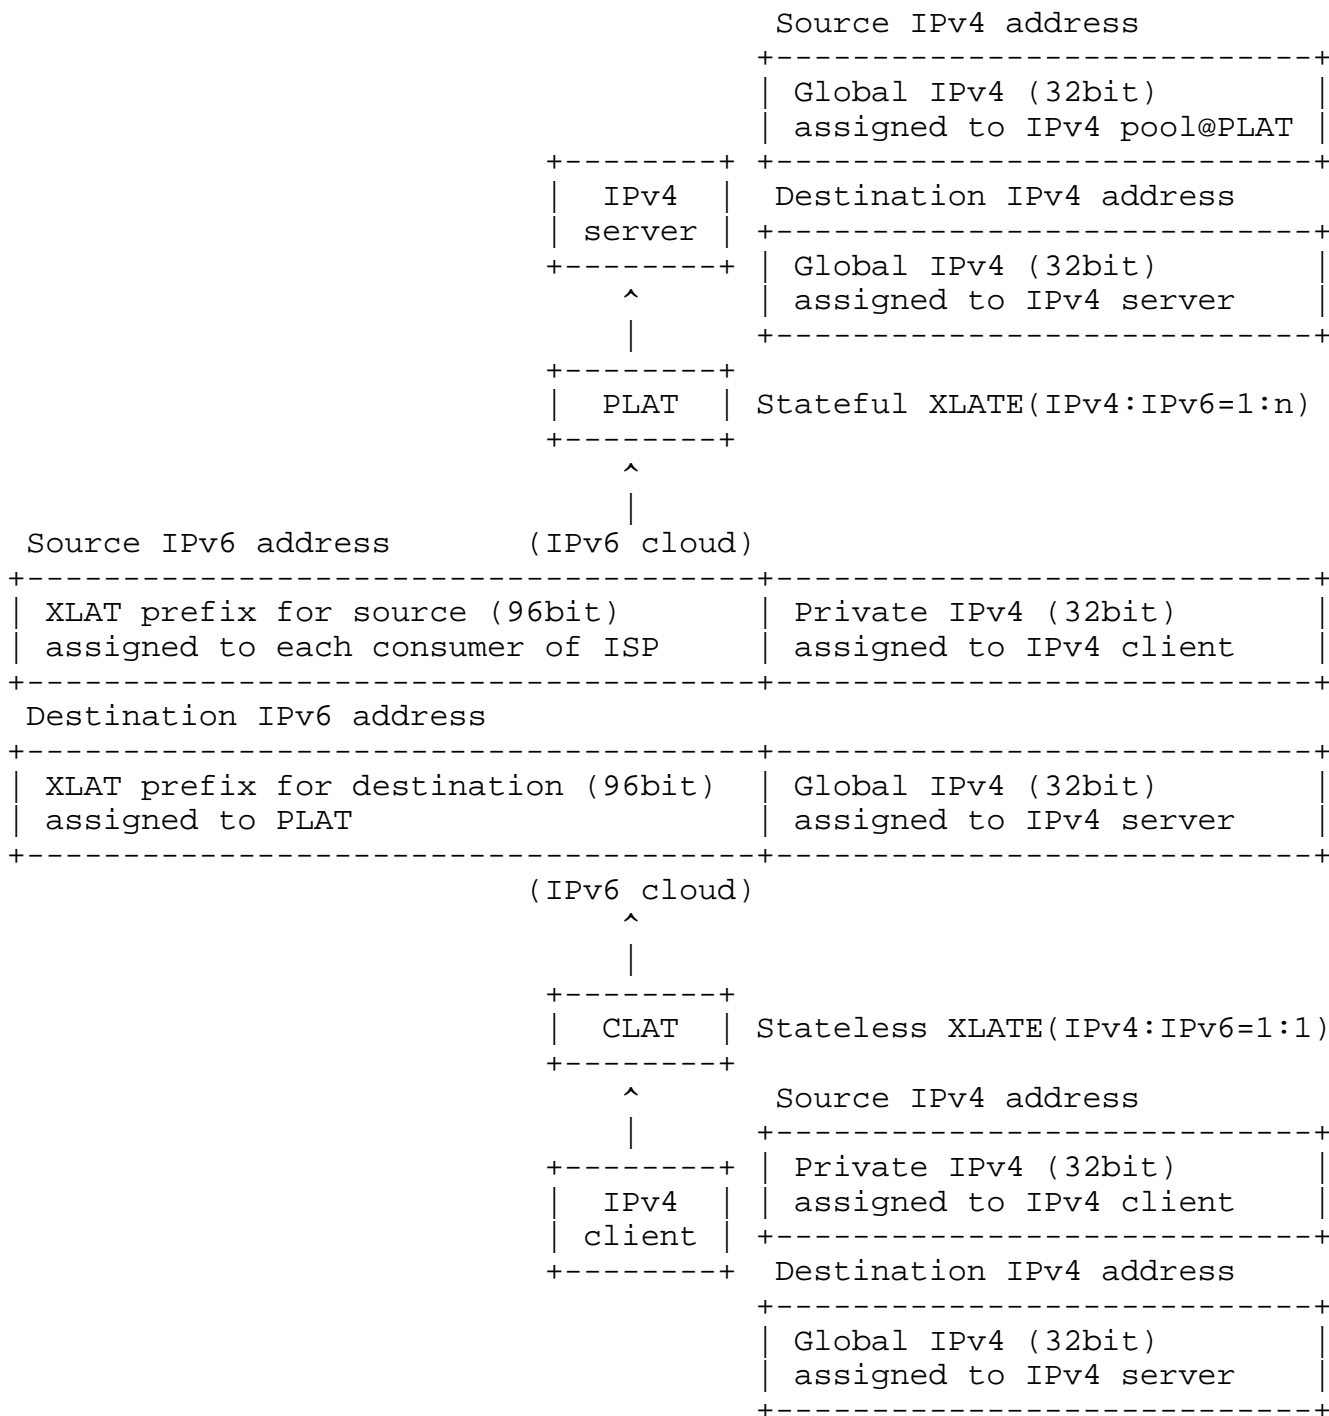 Source IPv4 address
+----------------------------+
| Global IPv4 (32bit)        |
| assigned to IPv4 pool@PLAT |
+--------+ +----------------------------+
|  IPv4  |  Destination IPv4 address
| server | +----------------------------+
+--------+ | Global IPv4 (32bit)        |
^      | assigned to IPv4 server    |
|      +----------------------------+
+--------+
|  PLAT  | Stateful XLATE(IPv4:IPv6=1:n)
+--------+
^
|
Source IPv6 address       (IPv6 cloud)
+--------------------------------------+----------------------------+
| XLAT prefix for source (96bit)       | Private IPv4 (32bit)       |
| assigned to each consumer of ISP     | assigned to IPv4 client    |
+--------------------------------------+----------------------------+
Destination IPv6 address
+--------------------------------------+----------------------------+
| XLAT prefix for destination (96bit)  | Global IPv4 (32bit)        |
| assigned to PLAT                     | assigned to IPv4 server    |
+--------------------------------------+----------------------------+
(IPv6 cloud)
^
|
+--------+
|  CLAT  | Stateless XLATE(IPv4:IPv6=1:1)
+--------+
^       Source IPv4 address
|      +----------------------------+
+--------+ | Private IPv4 (32bit)       |
|  IPv4  | | assigned to IPv4 client    |
| client | +----------------------------+
+--------+  Destination IPv4 address
+----------------------------+
| Global IPv4 (32bit)        |
| assigned to IPv4 server    |
+----------------------------+